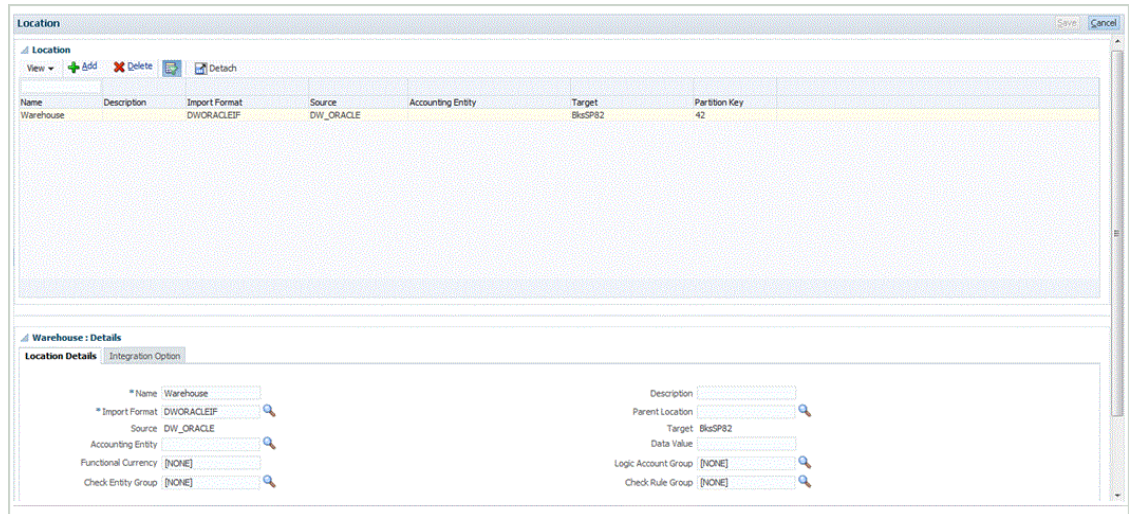 Location Save Cancel
Location
View Add Delete Detach
Name Description Import Format Source Accounting Entity Target Partition Key
Warehouse DWORACLEIF DW_ORACLE BksSP82 42
Warehouse : Details
Location Details Integration Option
* Name Warehouse Description
* Import Format DWORACLEIF Parent Location
Source DW_ORACLE Target BksSP82
Accounting Entity Data Value
Functional Currency [NONE] Logic Account Group [NONE]
Check Entity Group [NONE] Check Rule Group [NONE]